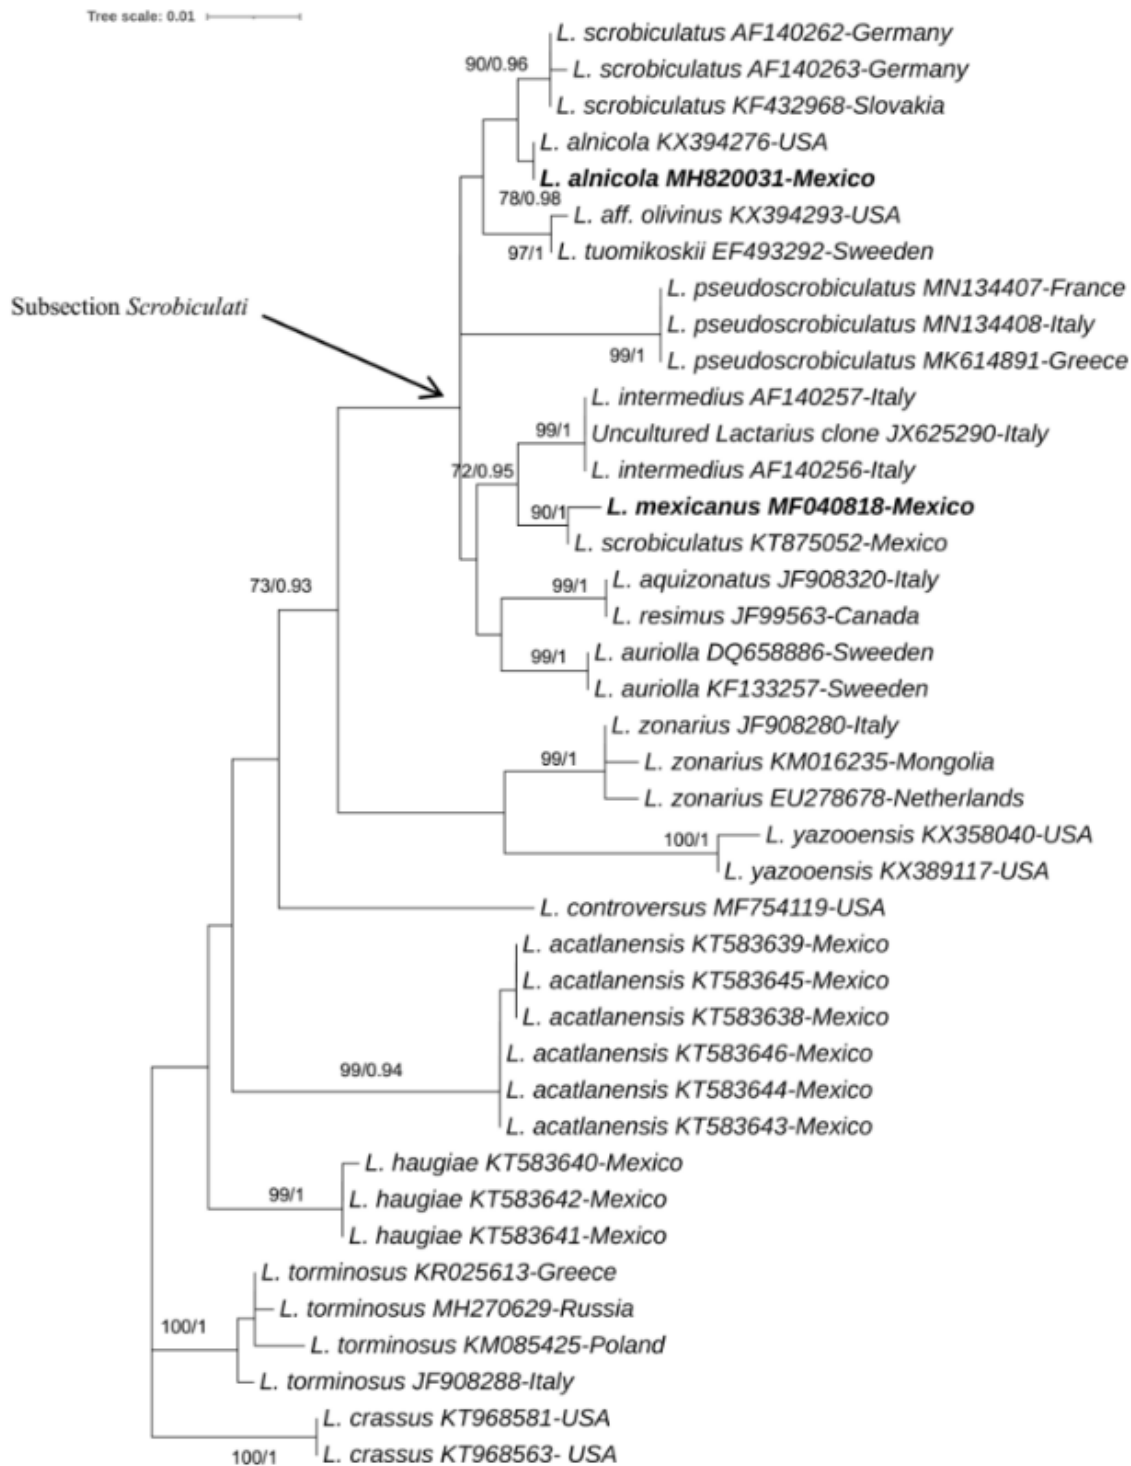 Tree scale: 0.01
L. scrobiculatus AF140262-Germany
90/0.96
L. scrobiculatus AF140263-Germany
L. scrobiculatus KF432968-Slovakia
L. alnicola KX394276-USA
L. alnicola MH820031-Mexico
78/0.98
L. aff. olivinus KX394293-USA
97/1
L. tuomikoskii EF493292-Sweeden
L. pseudoscrobiculatus MN134407-France
Subsection Scrobiculati
L. pseudoscrobiculatus MN134408-Italy
99/1
L. pseudoscrobiculatus MK614891-Greece
L. intermedius AF140257-Italy
99/1
Uncultured Lactarius clone JX625290-Italy
72/0.95
L. intermedius AF140256-Italy
L. mexicanus MF040818-Mexico
90/1
L. scrobiculatus KT875052-Mexico
73/0.93
L. aquizonatus JF908320-Italy
99/1
L. resimus JF99563-Canada
L. auriolla DQ658886-Sweeden
99/1
L. auriolla KF133257-Sweeden
L. zonarius JF908280-Italy
99/1
L. zonarius KM016235-Mongolia
L. zonarius EU278678-Netherlands
100/1
L. yazooensis KX358040-USA
L. yazooensis KX389117-USA
L. controversus MF754119-USA
L. acatlanensis KT583639-Mexico
L. acatlanensis KT583645-Mexico
L. acatlanensis KT583638-Mexico
L. acatlanensis KT583646-Mexico
99/0.94
L. acatlanensis KT583644-Mexico
L. acatlanensis KT583643-Mexico
L. haugiae KT583640-Mexico
99/1
L. haugiae KT583642-Mexico
L. haugiae KT583641-Mexico
L. torminosus KR025613-Greece
L. torminosus MH270629-Russia
100/1
L. torminosus KM085425-Poland
L. torminosus JF908288-Italy
L. crassus KT968581-USA
100/1
L. crassus KT968563- USA